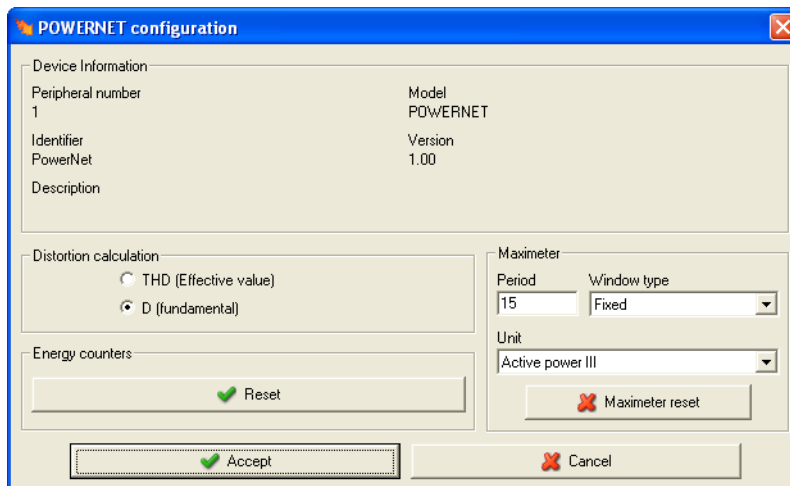 POWERNET configuration
Device Information
Peripheral number
1
Model
POWERNET
Identifier
PowerNet
Version
1.00
Description
Distortion calculation
THD (Effective value)
D (fundamental)
Energy counters
Reset
Maximeter
Period
15
Window type
Fixed
Unit
Active power III
Maximeter reset
Accept
Cancel